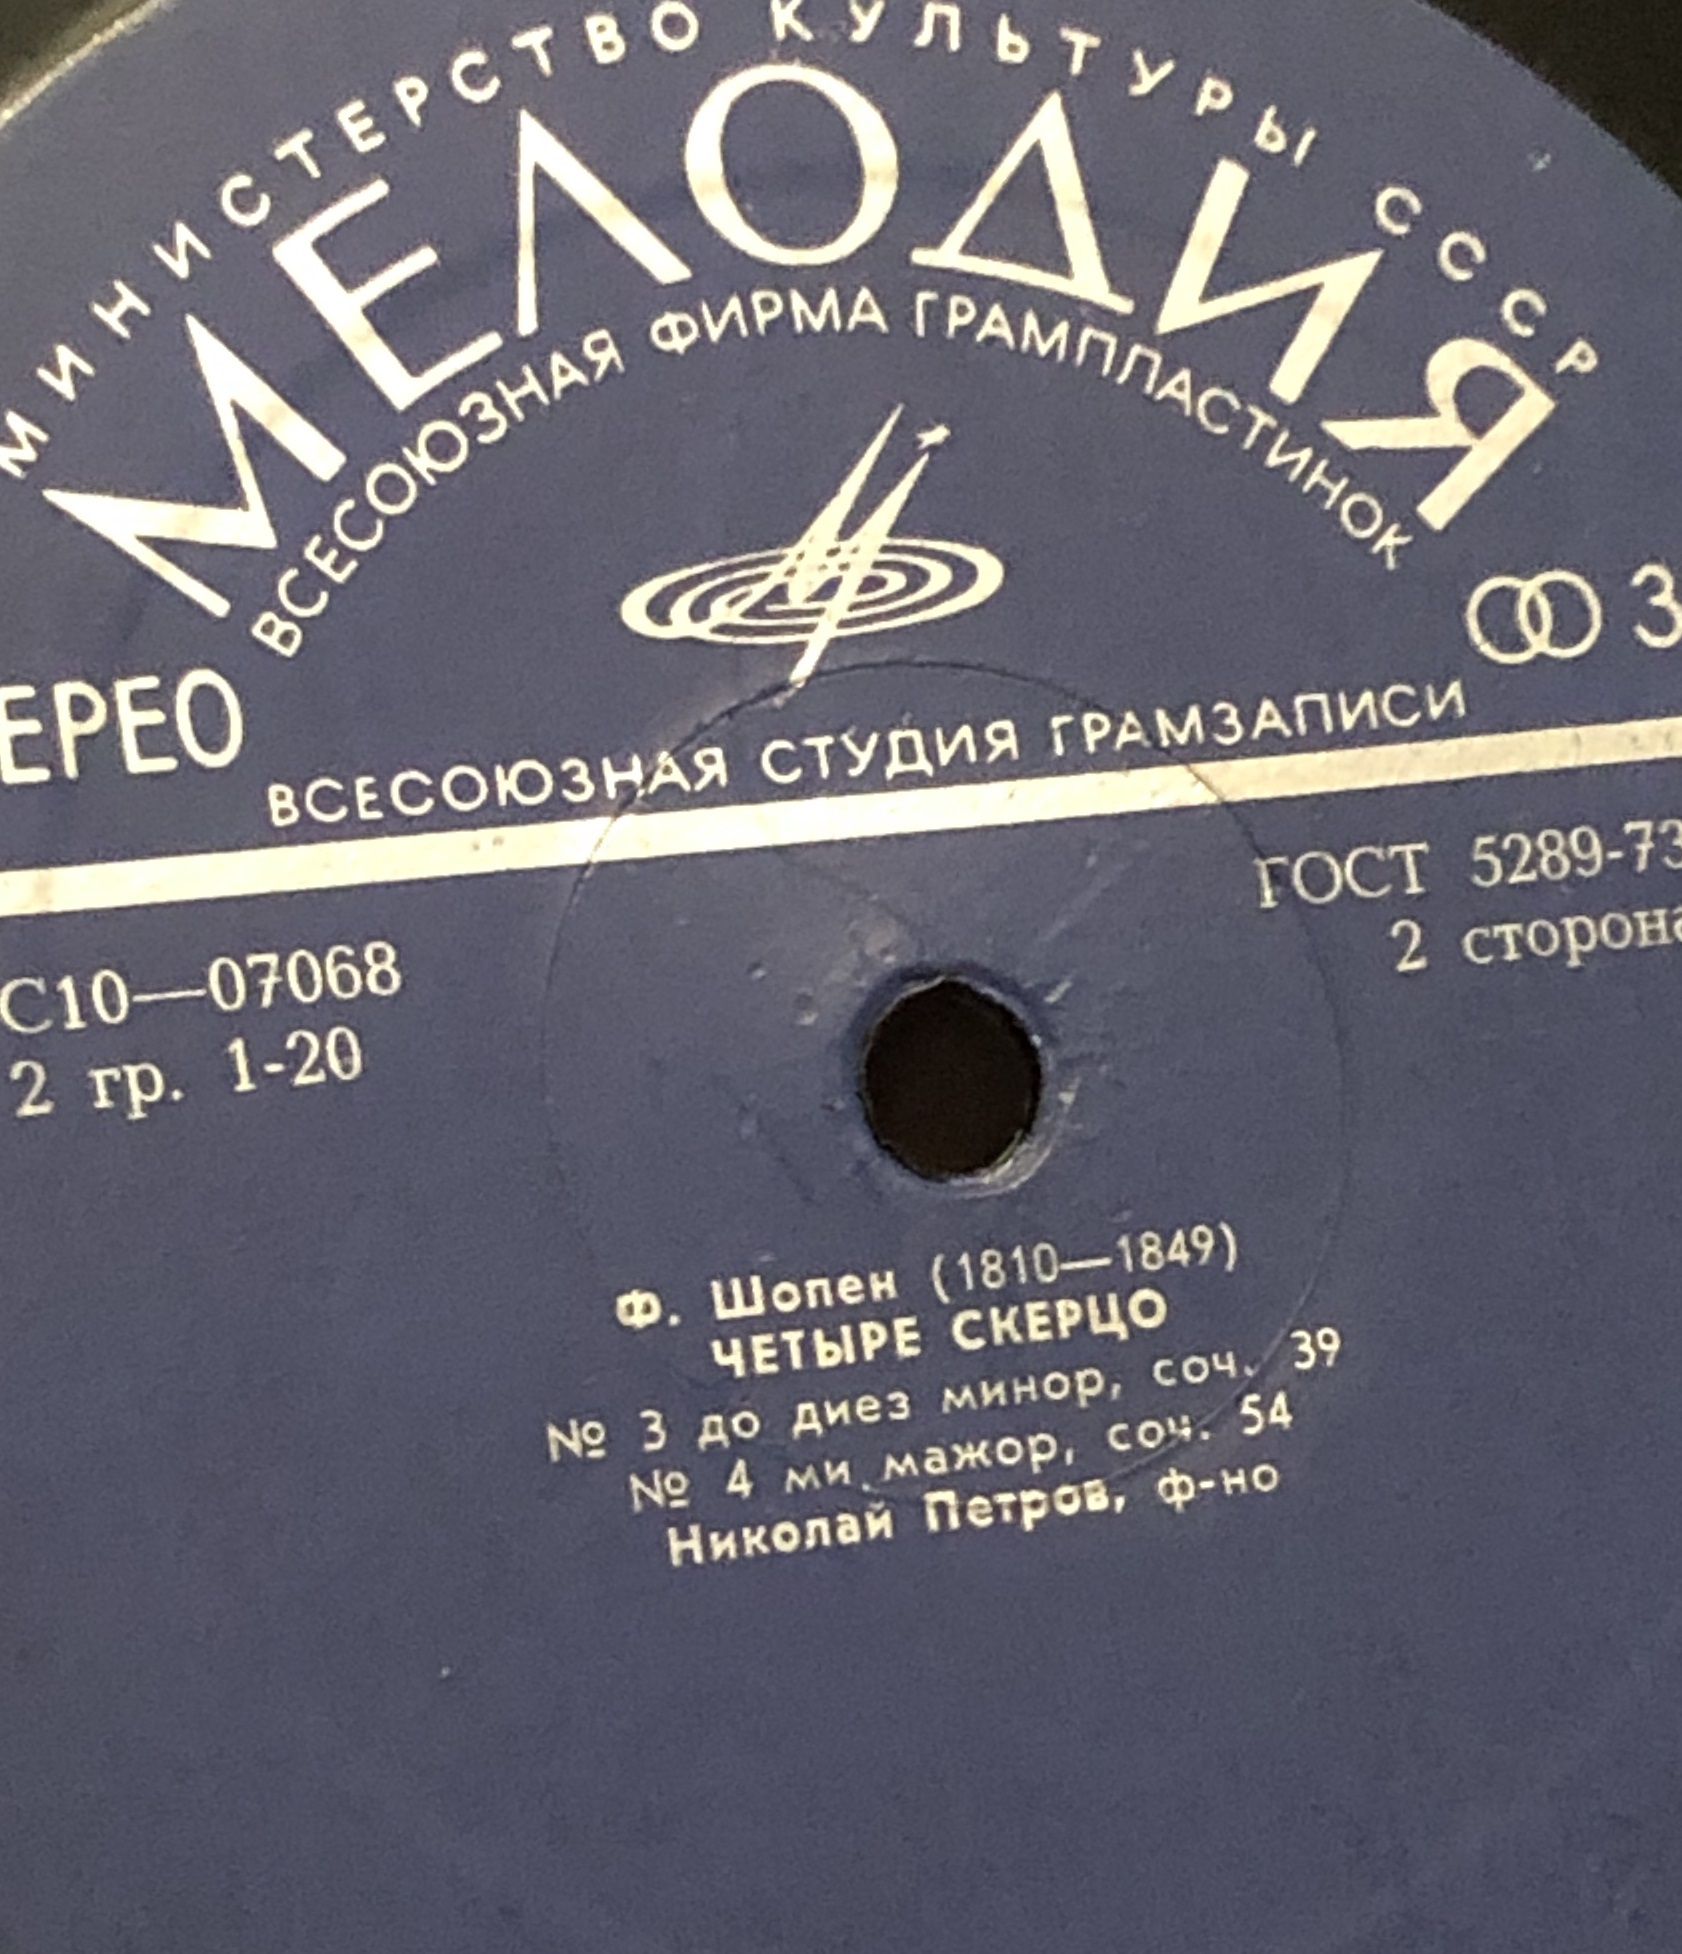 МИНИСТЕРСТВО КУЛЬТУРЫ СССР
МЕЛОДИЯ
ВСЕСОЮЗНАЯ ФИРМА ГРАМПЛАСТИНОК
ЕРЕО
3
ВСЕСОЮЗНАЯ СТУДИЯ ГРАМЗАПИСИ
ГОСТ 5289-73
2 сторона
С10—07068
2 гр. 1-20
Ф. Шопен (1810—1849)
ЧЕТЫРЕ СКЕРЦО
№ 3 до диез минор, соч. 39
№ 4 ми мажор, соч. 54
Николай Петров, ф-но